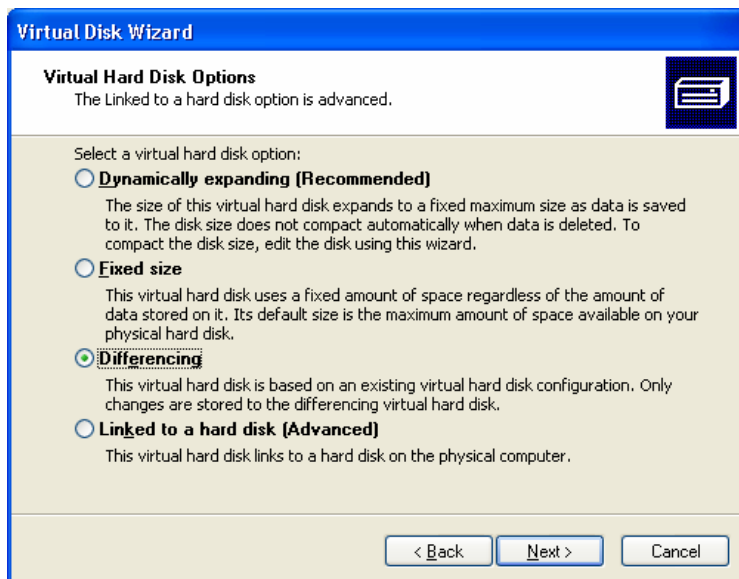 Virtual Disk Wizard
Virtual Hard Disk Options
The Linked to a hard disk option is advanced.
Select a virtual hard disk option:
Dynamically expanding (Recommended)
The size of this virtual hard disk expands to a fixed maximum size as data is saved
to it. The disk size does not compact automatically when data is deleted. To
compact the disk size, edit the disk using this wizard.
Fixed size
This virtual hard disk uses a fixed amount of space regardless of the amount of
data stored on it. Its default size is the maximum amount of space available on your
physical hard disk.
Differencing
This virtual hard disk is based on an existing virtual hard disk configuration. Only
changes are stored to the differencing virtual hard disk.
Linked to a hard disk (Advanced)
This virtual hard disk links to a hard disk on the physical computer.
< Back Next > Cancel